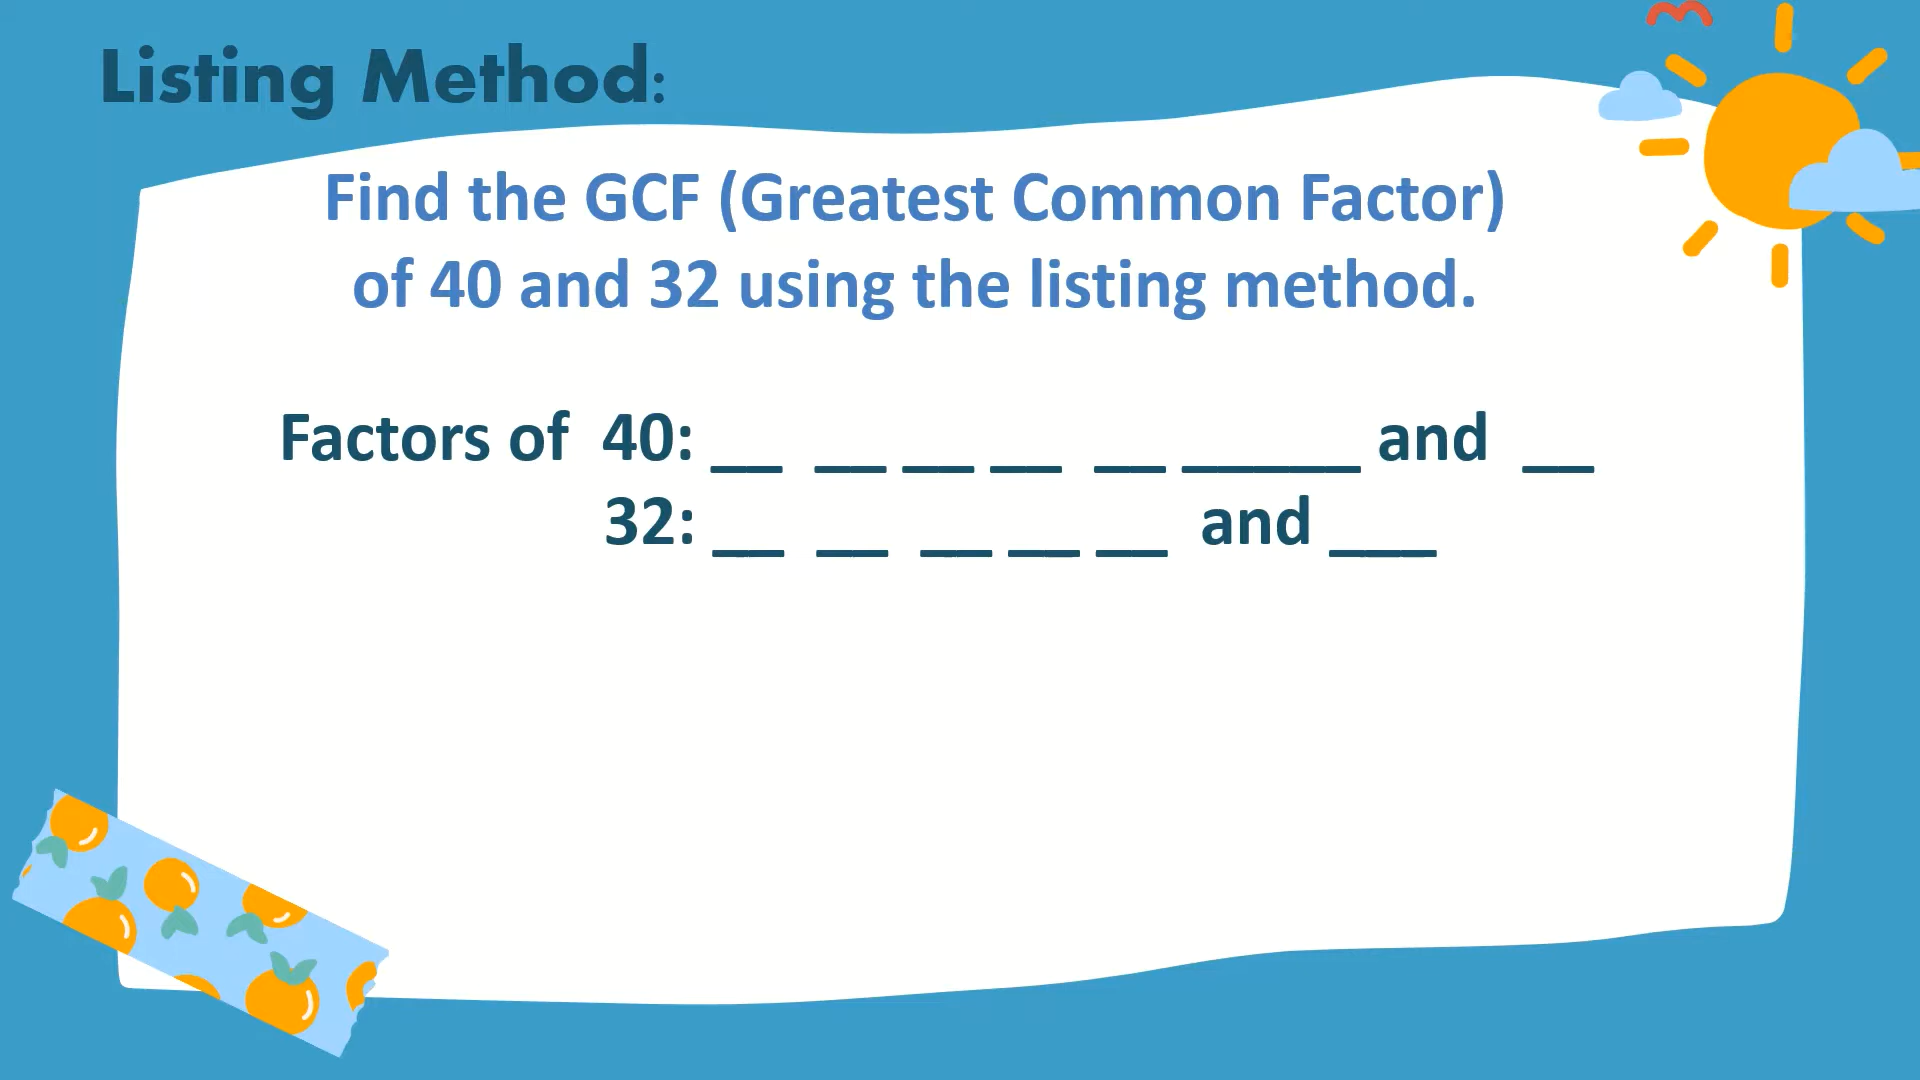 Listing Method:
Find the GCF (Greatest Common Factor)
of 40 and 32 using the listing method.
Factors of 40: __ __ __ __ __ _____ and __
32: __ __ __ __ __ and ___